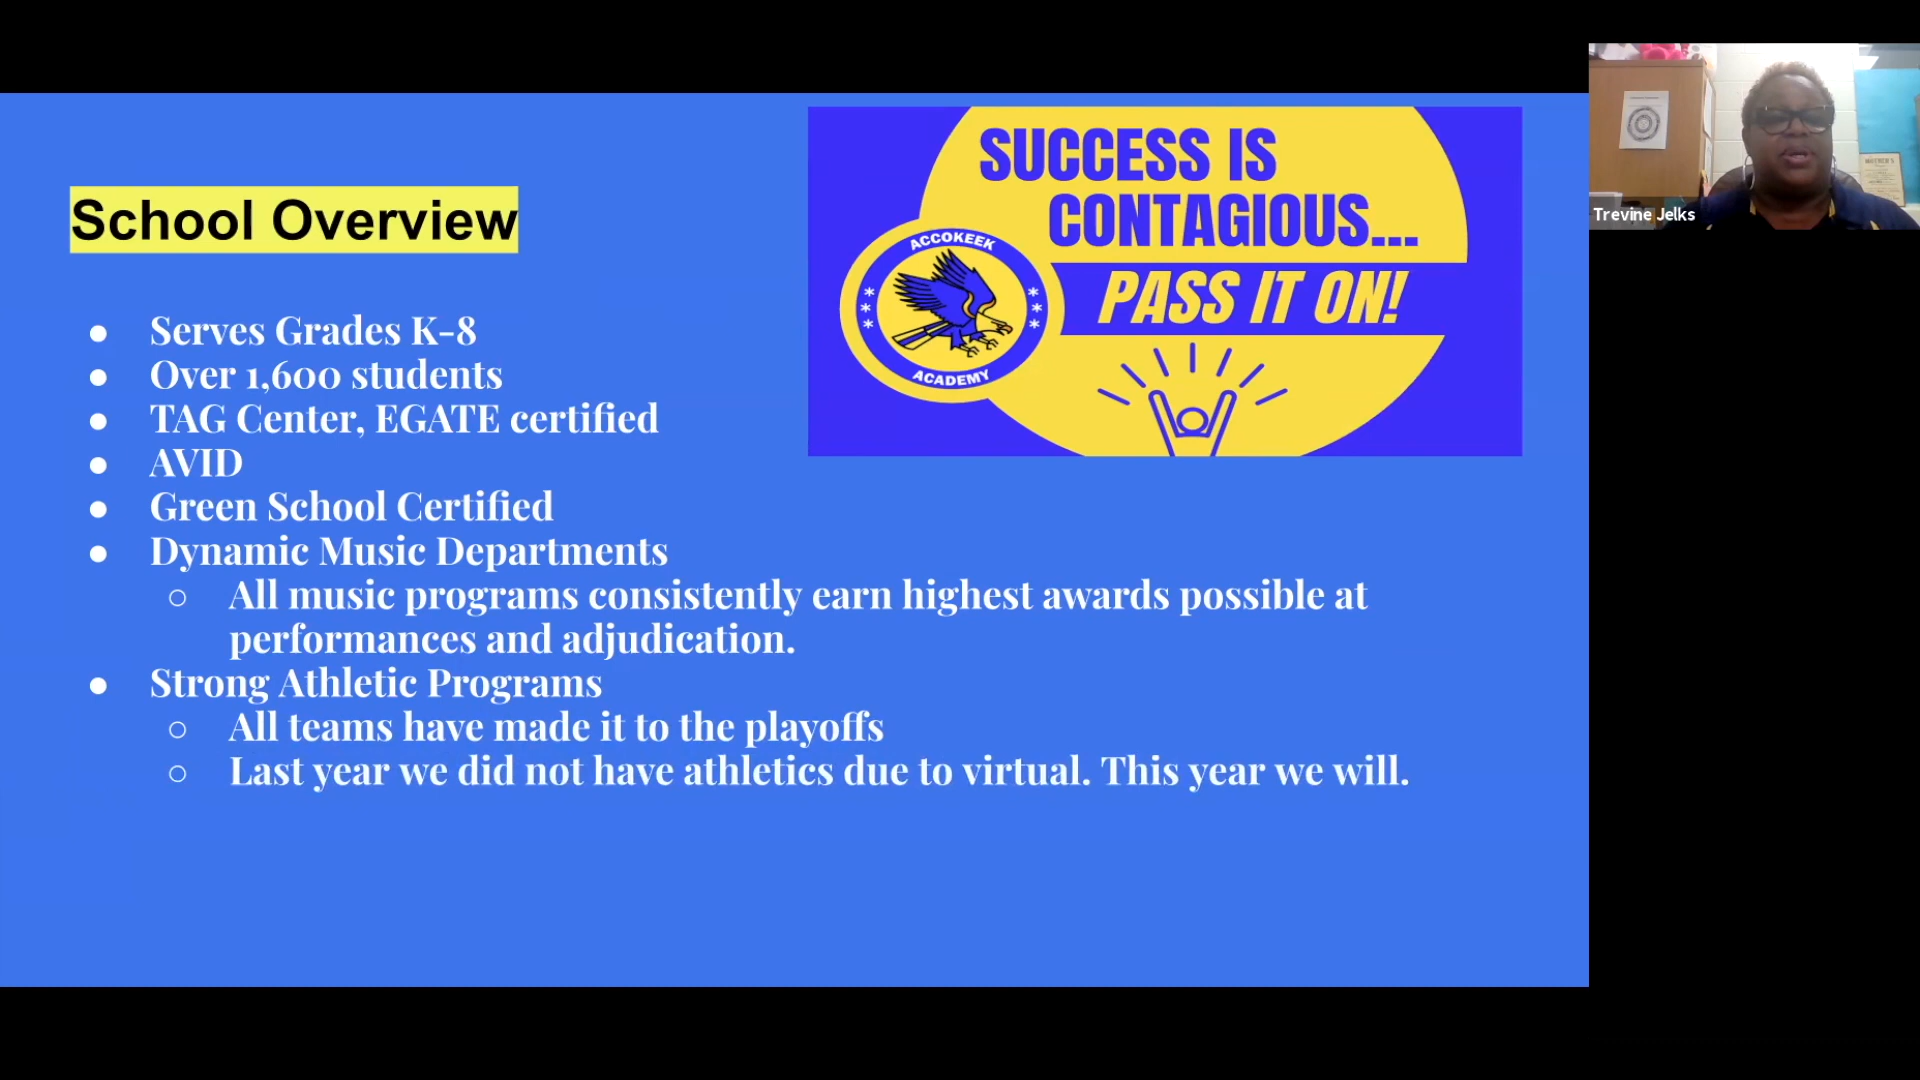 School Overview
SUCCESS IS
CONTAGIOUS...
PASS IT ON!
ACCOKEEK
ACADEMY
Trevine Jelks
● Serves Grades K-8
● Over 1,600 students
● TAG Center, EGATE certified
● AVID
● Green School Certified
● Dynamic Music Departments
○ All music programs consistently earn highest awards possible at
performances and adjudication.
● Strong Athletic Programs
○ All teams have made it to the playoffs
○ Last year we did not have athletics due to virtual. This year we will.